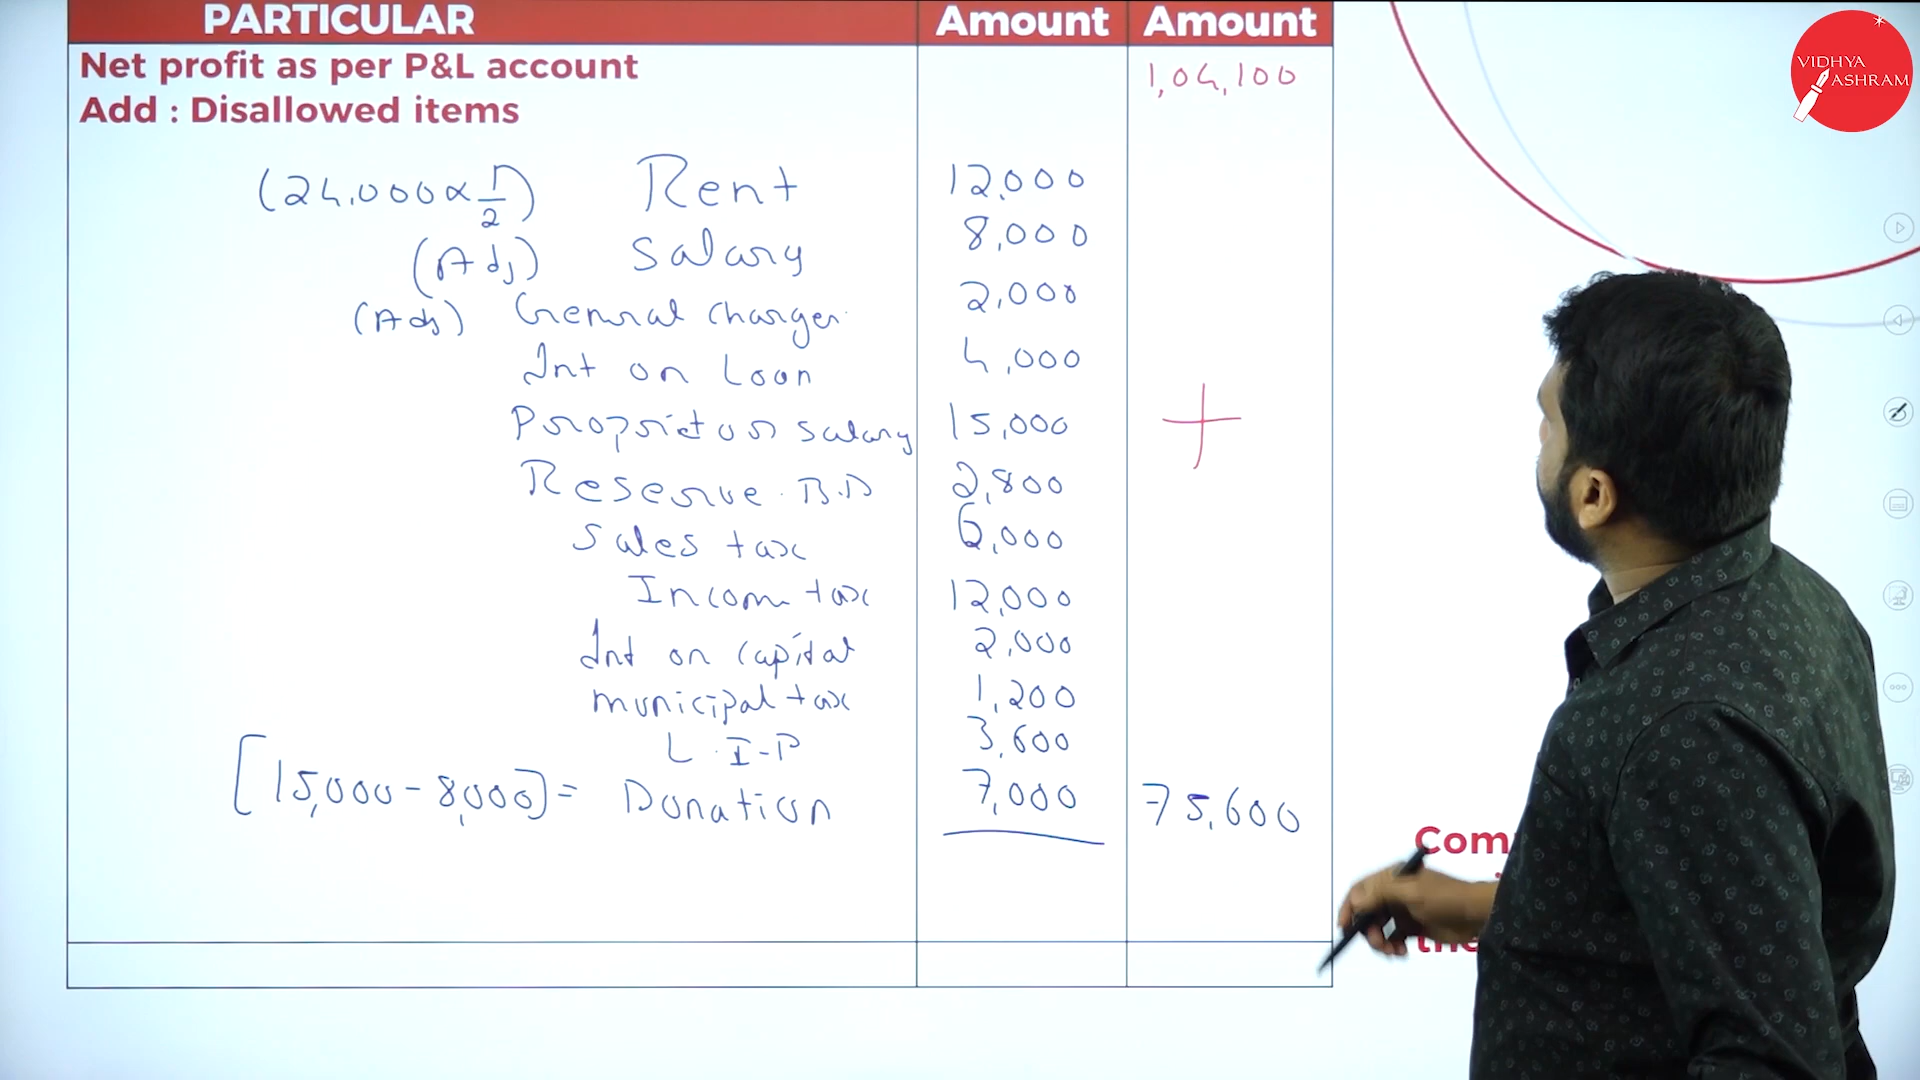 PARTICULAR Amount Amount
Net profit as per P&L account 1,04,100
Add : Disallowed items
(24,000 x 1/2) Rent 12,000
(Adj) Salary 8,000
(Adj) General charges 2,000
Int on Loan 4,000
Proprietor salary 15,000
+
Reserve B.D 2,800
Sales tax 6,000
Incom tax 12,000
Int on capital 2,000
municipal tax 1,200
L.I.P 3,600
[15,000 - 8,000] = Donation 7,000 75,600
VIDHYA
ASHRAM
Com
the